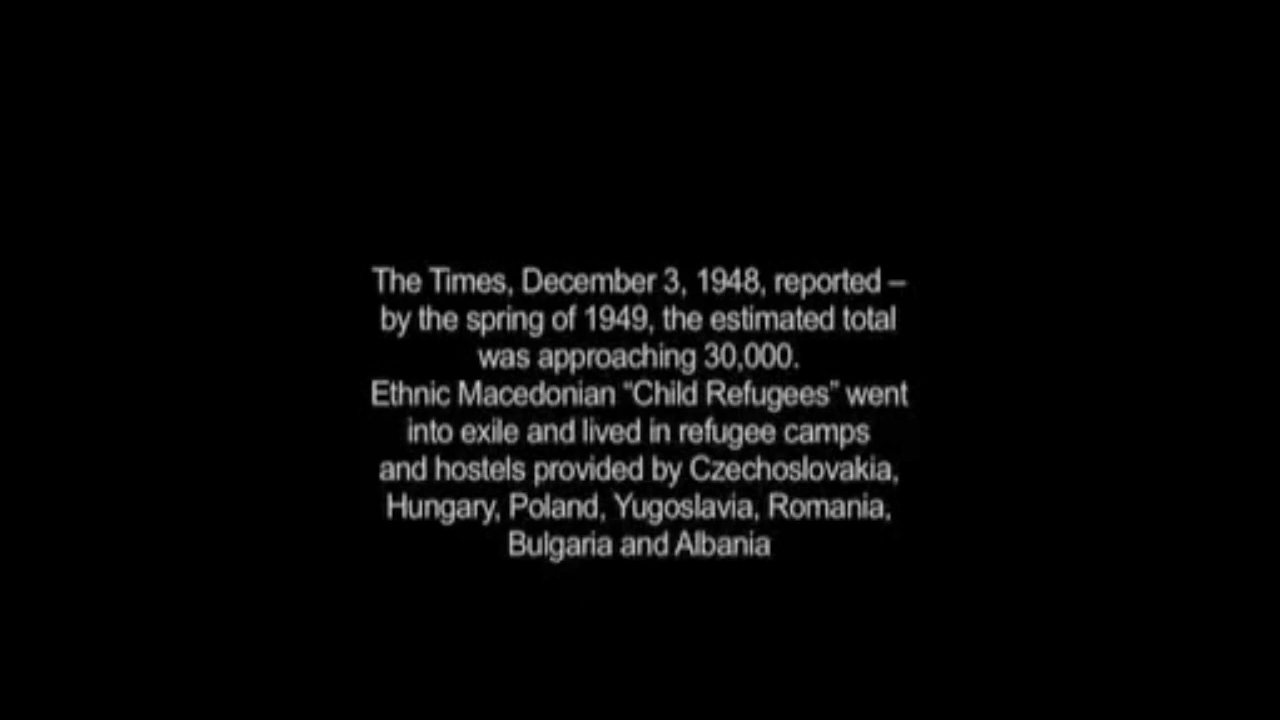 The Times, December 3, 1948, reported –
by the spring of 1949, the estimated total
was approaching 30,000.
Ethnic Macedonian “Child Refugees” went
into exile and lived in refugee camps
and hostels provided by Czechoslovakia,
Hungary, Poland, Yugoslavia, Romania,
Bulgaria and Albania